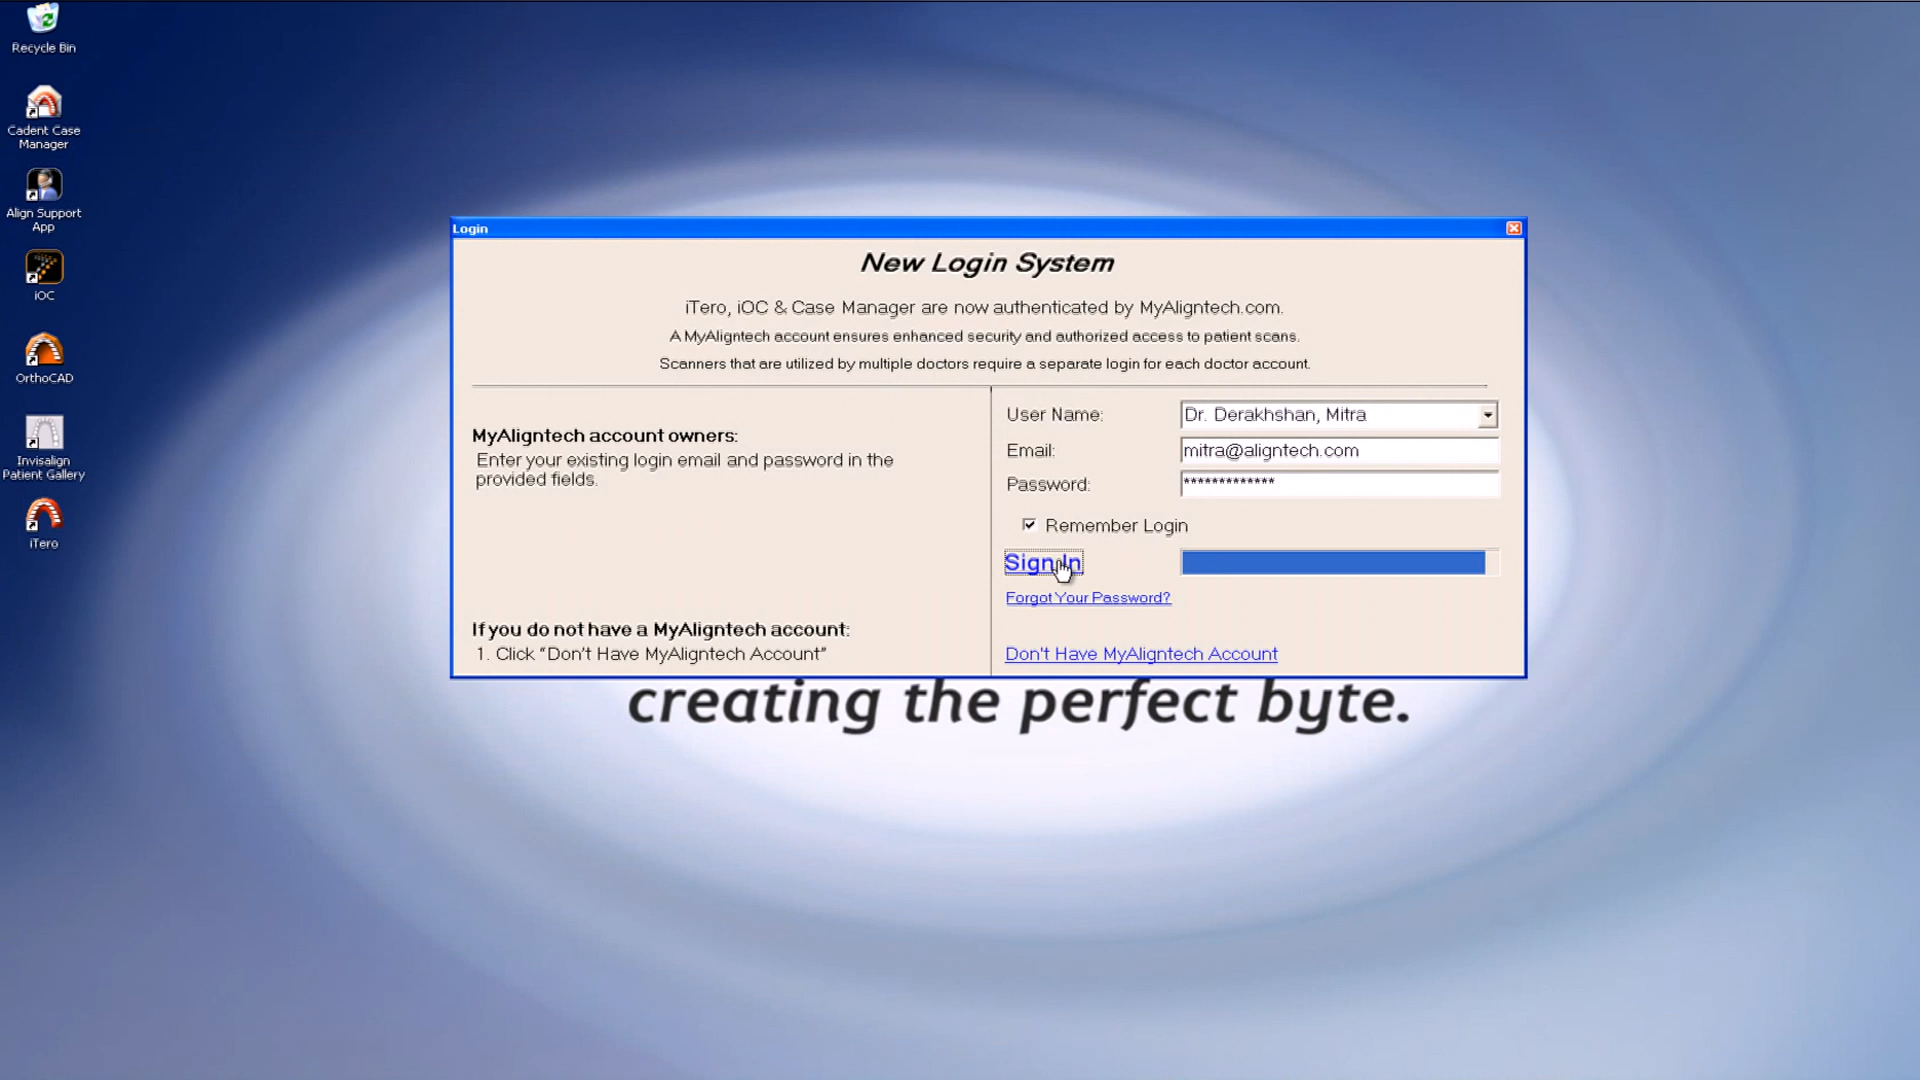 Recycle Bin
Cadent Case
Manager
Align Support
App
iOC
OrthoCAD
Invisalign
Patient Gallery
iTero
Login
New Login System
iTero, iOC & Case Manager are now authenticated by MyAligntech.com.
A MyAligntech account ensures enhanced security and authorized access to patient scans.
Scanners that are utilized by multiple doctors require a separate login for each doctor account.
MyAligntech account owners:
Enter your existing login email and password in the
provided fields.
If you do not have a MyAligntech account:
1. Click “Don’t Have MyAligntech Account”
User Name: Dr. Derakhshan, Mitra
Email: mitra@aligntech.com
Password: *************
Remember Login
Sign In
Forgot Your Password?
Don't Have MyAligntech Account
creating the perfect byte.